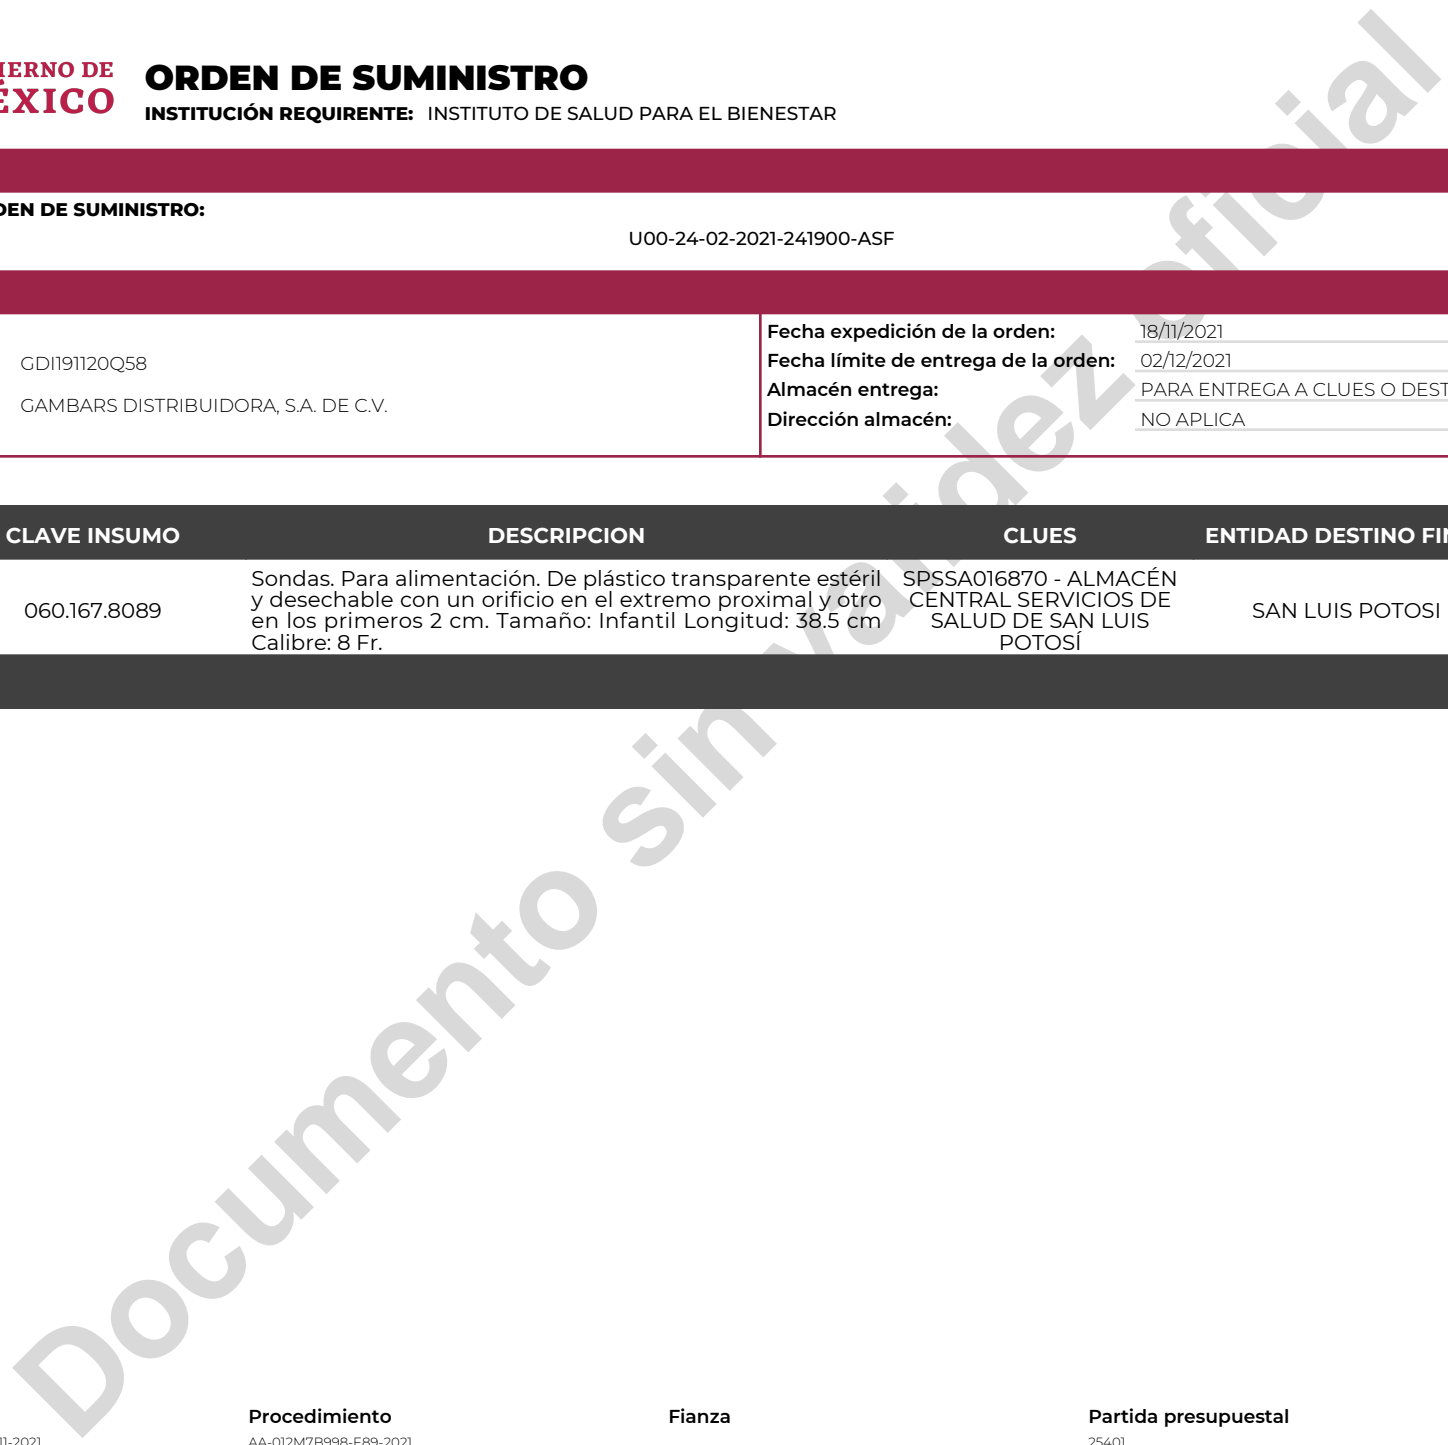 ORDEN DE SUMINISTRO
INSTITUCIÓN REQUIRENTE: INSTITUTO DE SALUD PARA EL BIENESTAR
DE
ÉXICO
DE SUMINISTRO:
U00-24-02-2021-241900-ASF
GDI191120Q58
GAMBARS DISTRIBUIDORA, S.A. DE C.V.
Fecha expedición de la orden: 18/11/2021
Fecha límite de entrega de la orden: 02/12/2021
Almacén entrega: PARA ENTREGA A CLUES O DEST
Dirección almacén: NO APLICA
CLAVE INSUMO DESCRIPCION CLUES ENTIDAD DESTINO
060.167.8089
Sondas. Para alimentación. De plástico transparente estéril
y desechable con un orificio en el extremo proximal y otro
en los primeros 2 cm. Tamaño: Infantil Longitud: 38.5 cm
Calibre: 8 Fr.
SPSSA016870 - ALMACÉN
CENTRAL SERVICIOS DE
SALUD DE SAN LUIS
POTOSÍ
SAN LUIS POTOSI
Documento sin validez oficial
Procedimiento Fianza Partida presupuestal
AA-012M7B998-E89-2021 25401